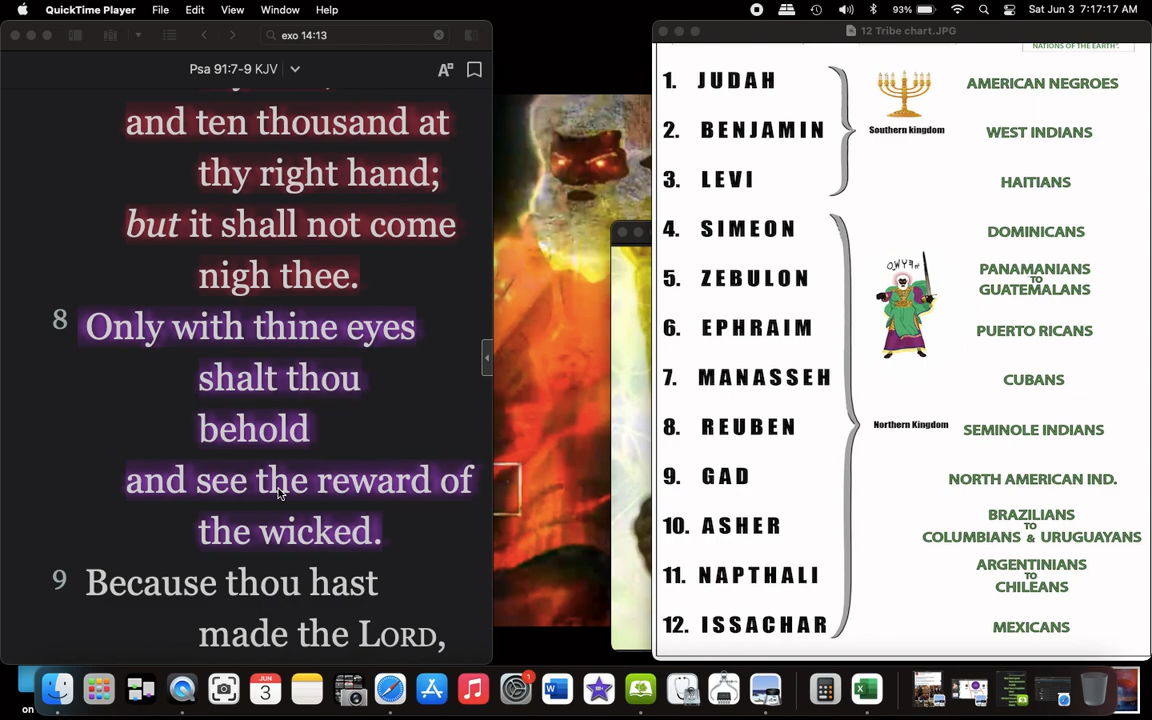 QuickTime Player File Edit View Window Help
93% Sat Jun 3 7:17:17 AM
exo 14:13
Psa 91:7-9 KJV
and ten thousand at
thy right hand;
but it shall not come
nigh thee.
8 Only with thine eyes
shalt thou
behold
and see the reward of
the wicked.
9 Because thou hast
made the LORD,
12 Tribe chart.JPG
NATIONS OF THE EARTH".
1. JUDAH
AMERICAN NEGROES
2. BENJAMIN
Southern kingdom
WEST INDIANS
3. LEVI
HAITIANS
4. SIMEON
DOMINICANS
5. ZEBULON
PANAMANIANS
TO
GUATEMALANS
6. EPHRAIM
PUERTO RICANS
7. MANASSEH
CUBANS
8. REUBEN
Northern Kingdom
SEMINOLE INDIANS
9. GAD
NORTH AMERICAN IND.
10. ASHER
BRAZILIANS
TO
COLUMBIANS & URUGUAYANS
11. NAPTHALI
ARGENTINIANS
TO
CHILEANS
12. ISSACHAR
MEXICANS
JUN
3
1
on